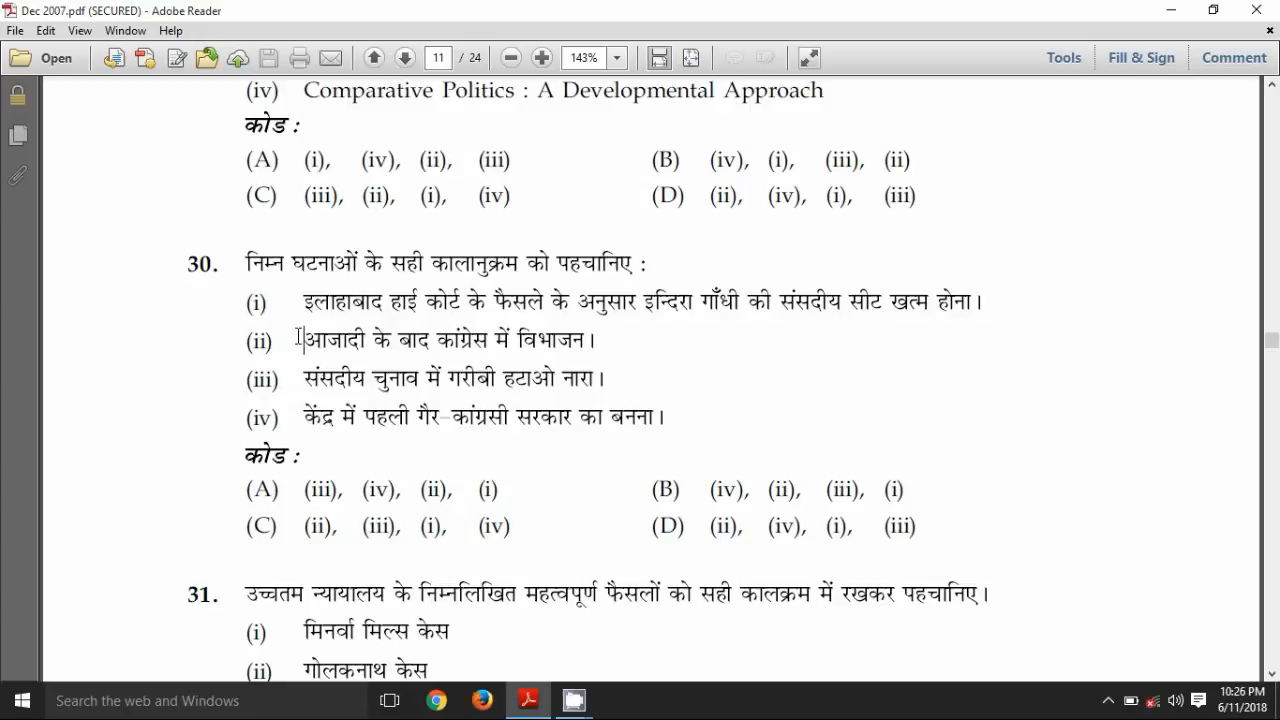 Dec 2007.pdf (SECURED) - Adobe Reader
File Edit View Window Help
Open 11 / 24 143% Tools Fill & Sign Comment
(iv) Comparative Politics : A Developmental Approach
कोड :
(A) (i), (iv), (ii), (iii) (B) (iv), (i), (iii), (ii)
(C) (iii), (ii), (i), (iv) (D) (ii), (iv), (i), (iii)
30. निम्न घटनाओं के सही कालानुक्रम को पहचानिए :
(i) इलाहाबाद हाई कोर्ट के फैसले के अनुसार इन्दिरा गाँधी की संसदीय सीट खत्म होना।
(ii) आजादी के बाद कांग्रेस में विभाजन।
(iii) संसदीय चुनाव में गरीबी हटाओ नारा।
(iv) केंद्र में पहली गैर-कांग्रसी सरकार का बनना।
कोड :
(A) (iii), (iv), (ii), (i) (B) (iv), (ii), (iii), (i)
(C) (ii), (iii), (i), (iv) (D) (ii), (iv), (i), (iii)
31. उच्चतम न्यायालय के निम्नलिखित महत्वपूर्ण फैसलों को सही कालक्रम में रखकर पहचानिए।
(i) मिनर्वा मिल्स केस
(ii) गोलकनाथ केस
Search the web and Windows
10:26 PM
6/11/2018